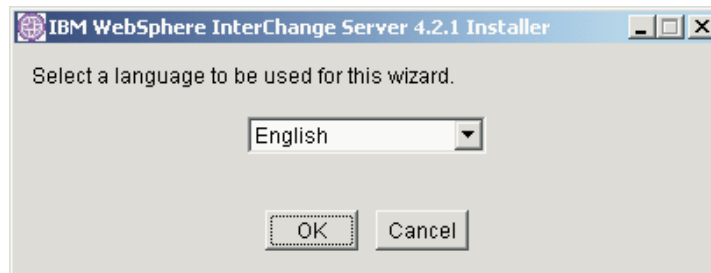 IBM WebSphere InterChange Server 4.2.1 Installer
Select a language to be used for this wizard.
English
OK Cancel